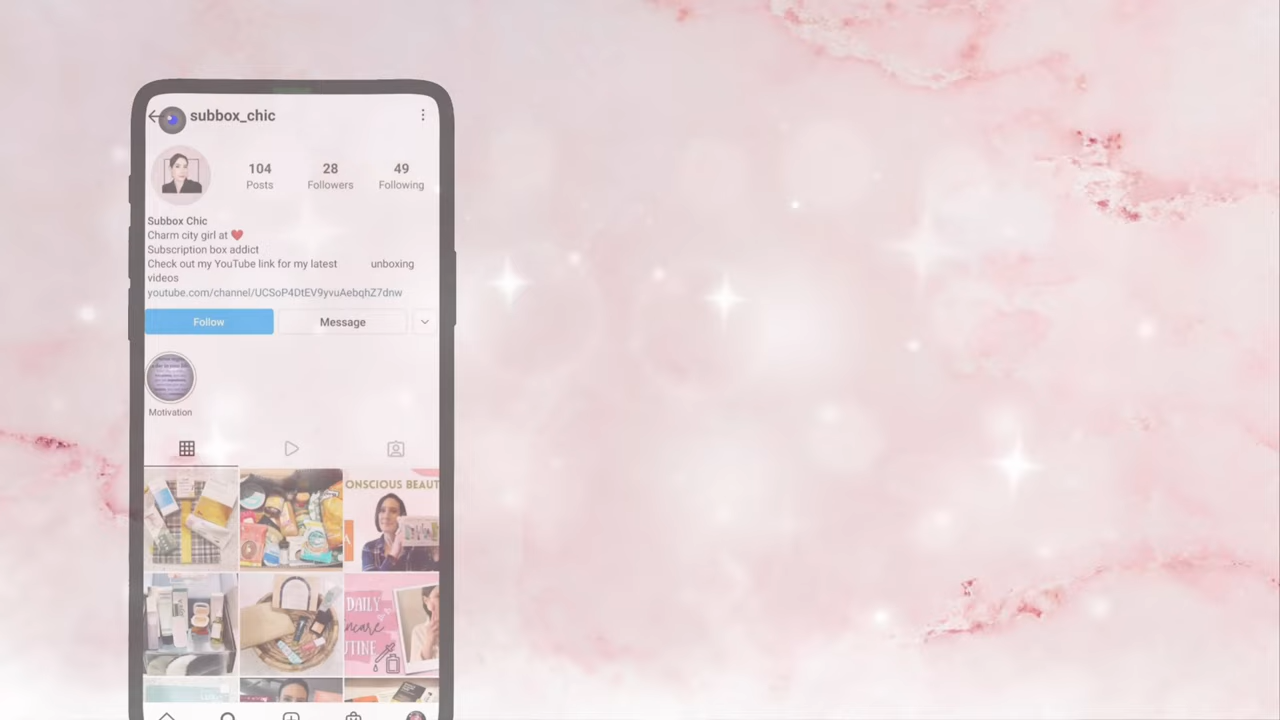 subbox_chic
104 28 49
Posts Followers Following
Subbox Chic
Charm city girl at ❤️
Subscription box addict
Check out my YouTube link for my latest unboxing
videos
youtube.com/channel/UCSoP4DtEV9yvuAebqhZ7dnw
Follow Message
Motivation
ONSCIOUS BEAUT
DAILY